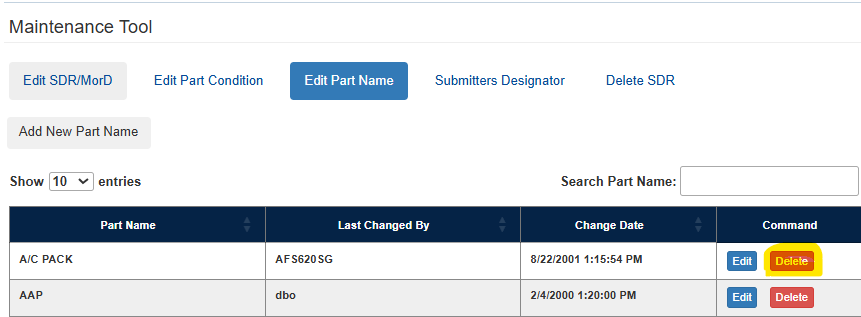 Maintenance Tool
Edit SDR/MorD Edit Part Condition Edit Part Name Submitters Designator Delete SDR
Add New Part Name
Show 10 entries Search Part Name:
Part Name Last Changed By Change Date Command
A/C PACK AFS620SG 8/22/2001 1:15:54 PM Edit Delete
AAP dbo 2/4/2000 1:20:00 PM Edit Delete